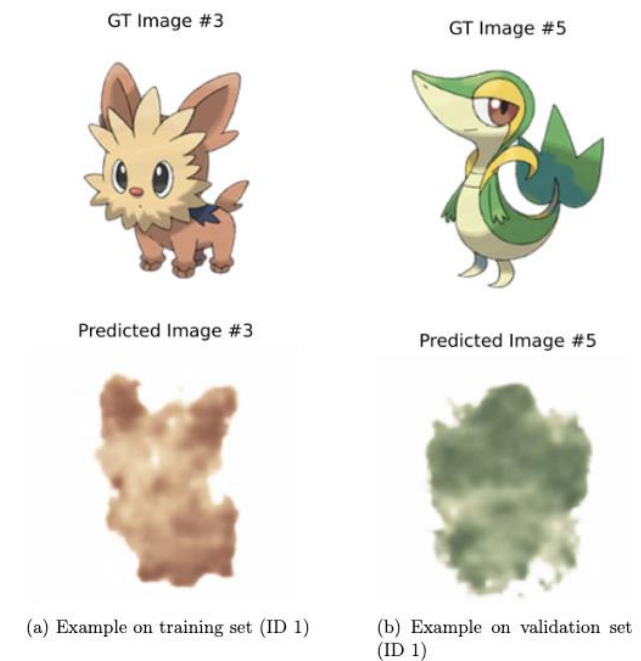 GT Image #3
GT Image #5
Predicted Image #3
Predicted Image #5
(a) Example on training set (ID 1)
(b) Example on validation set
(ID 1)